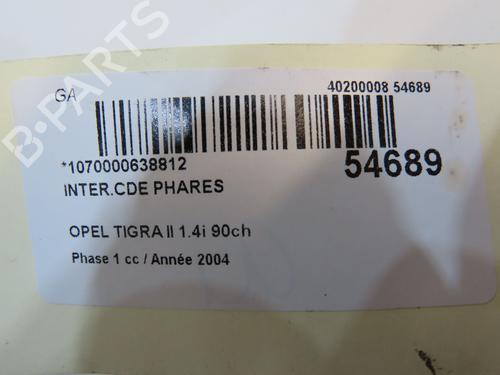 GA
40200008 54689
*1070000638812
54689
INTER.CDE PHARES
OPEL TIGRA II 1.4i 90ch
Phase 1 cc / Année 2004
B-PARTS